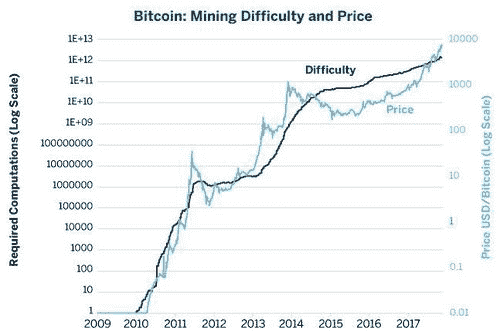 Bitcoin: Mining Difficulty and Price
Required Computations (Log Scale)
1E+13
1E+12
1E+11
1E+10
1E+09
100000000
10000000
1000000
100000
10000
1000
100
10
1
Difficulty
Price
10000
1000
100
10
1
0.1
0.01
Price USD/Bitcoin (Log Scale)
2009 2010 2011 2012 2013 2014 2015 2016 2017